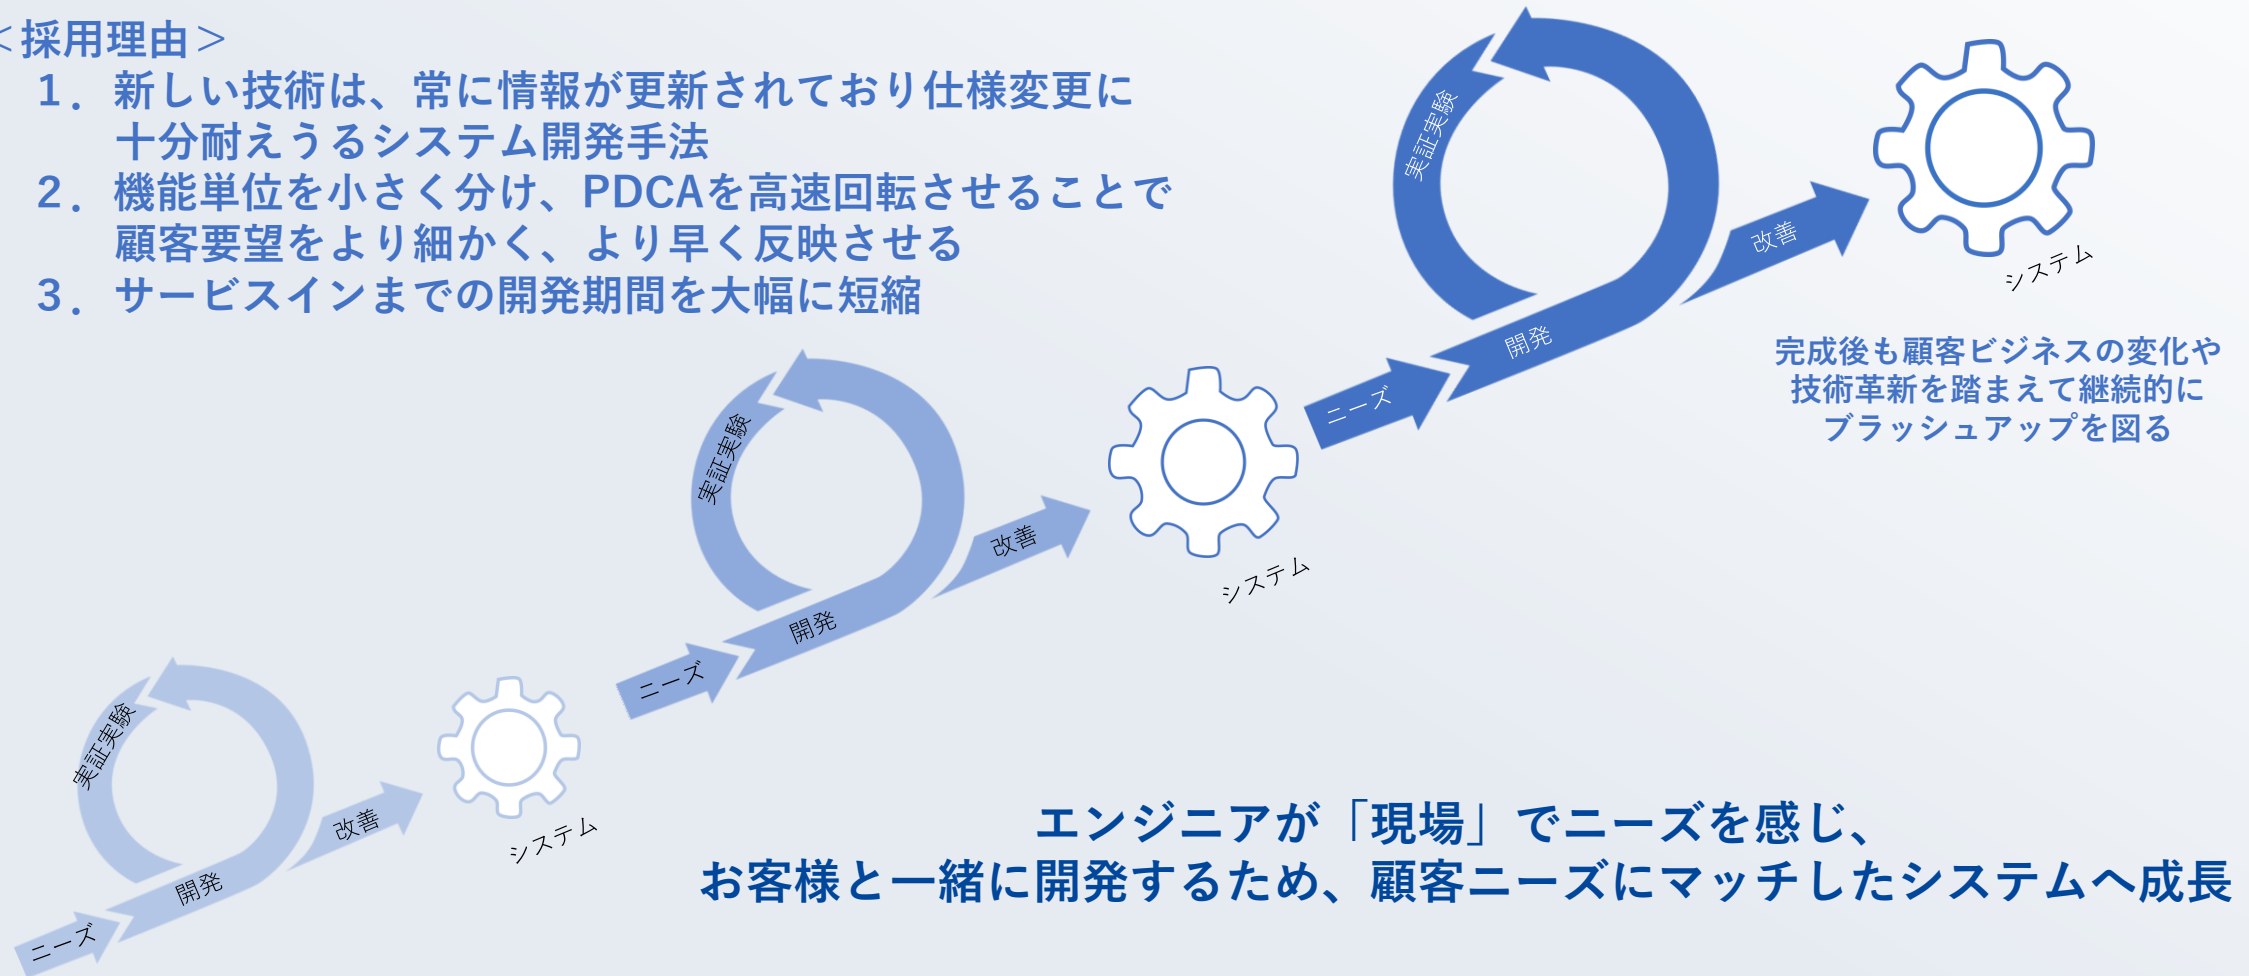 ＜採用理由＞
１．新しい技術は、常に情報が更新されており仕様変更に
十分耐えうるシステム開発手法
２．機能単位を小さく分け、PDCAを高速回転させることで
顧客要望をより細かく、より早く反映させる
３．サービスインまでの開発期間を大幅に短縮
実証実験
改善
システム
開発
ニーズ
完成後も顧客ビジネスの変化や
技術革新を踏まえて継続的に
ブラッシュアップを図る
実証実験
改善
システム
開発
ニーズ
実証実験
改善
システム
開発
ニーズ
エンジニアが「現場」でニーズを感じ、
お客様と一緒に開発するため、顧客ニーズにマッチしたシステムへ成長